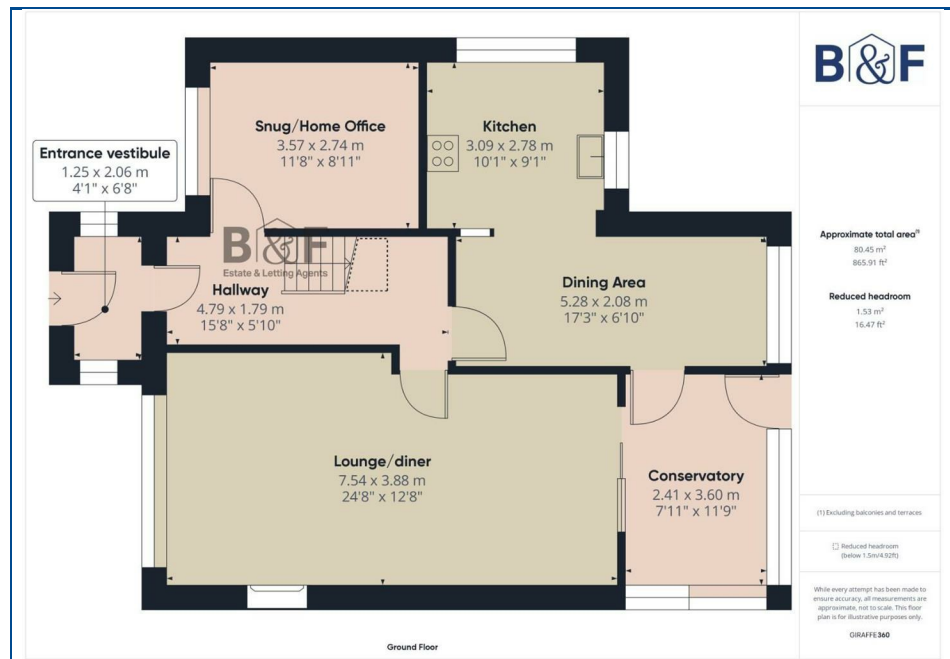 B&F
Snug/Home Office
3.57 x 2.74 m
11'8" x 8'11"
Kitchen
3.09 x 2.78 m
10'1" x 9'1"
Entrance vestibule
1.25 x 2.06 m
4'1" x 6'8"
B&F
Estate & Letting Agents
Hallway
4.79 x 1.79 m
15'8" x 5'10"
Dining Area
5.28 x 2.08 m
17'3" x 6'10"
Lounge/diner
7.54 x 3.88 m
24'8" x 12'8"
Conservatory
2.41 x 3.60 m
7'11" x 11'9"
Ground Floor
Approximate total area⁽¹⁾
80.45 m²
865.91 ft²
Reduced headroom
1.53 m²
16.47 ft²
(1) Excluding balconies and terraces
Reduced headroom
(below 1.5m/4.92ft)
While every attempt has been made to
ensure accuracy, all measurements are
approximate, not to scale. This floor
plan is for illustrative purposes only.
GIRAFFE360